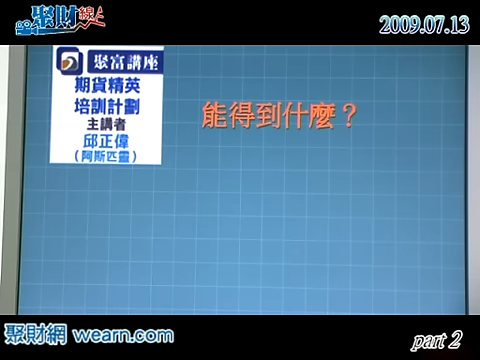 聚財線上
2009.07.13
聚富講座
期貨精英
培訓計劃
主講者
邱正偉
(阿斯匹靈)
能得到什麼？
聚財網 wearn.com
part 2